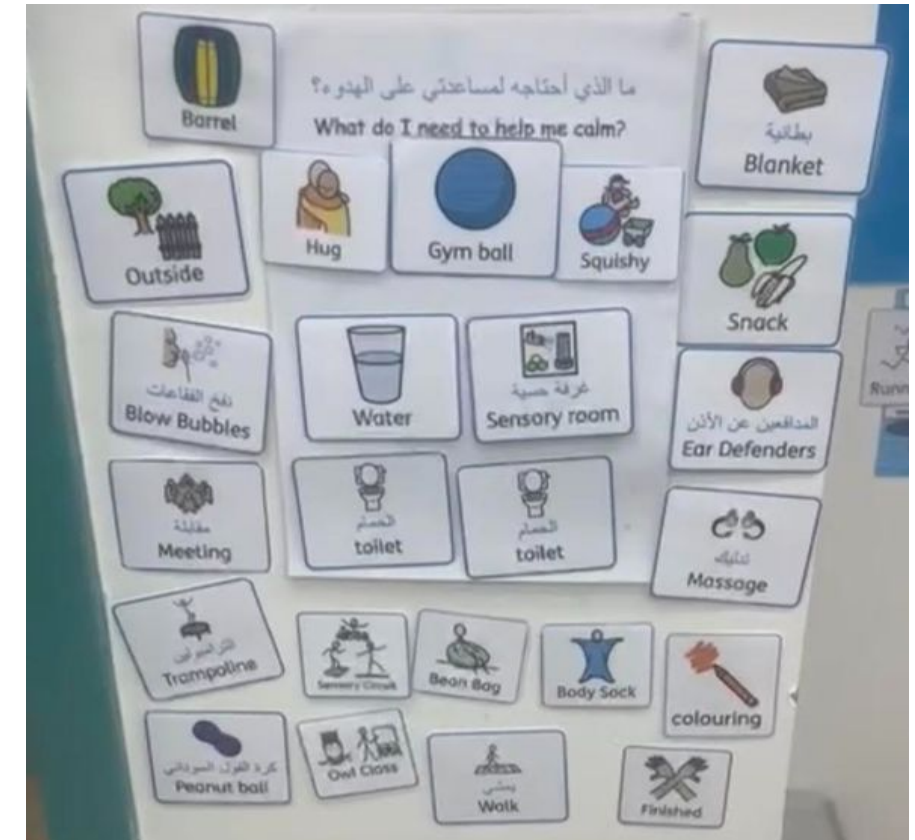 Barrel
ما الذي أحتاجه لمساعدتي على الهدوء؟
What do I need to help me calm?
بطانية
Blanket
Outside
Hug
Gym ball
Squishy
Snack
نفخ الفقاعات
Blow Bubbles
Water
غرفة حسية
Sensory room
المدافعين عن الأذن
Ear Defenders
مقابلة
Meeting
الحمام
toilet
الحمام
toilet
تدليك
Massage
الترامبولين
Trampoline
Sensory Circuit
Bean Bag
Body Sock
colouring
كرة الفول السوداني
Peanut ball
Owl Class
يمشي
Walk
Finished